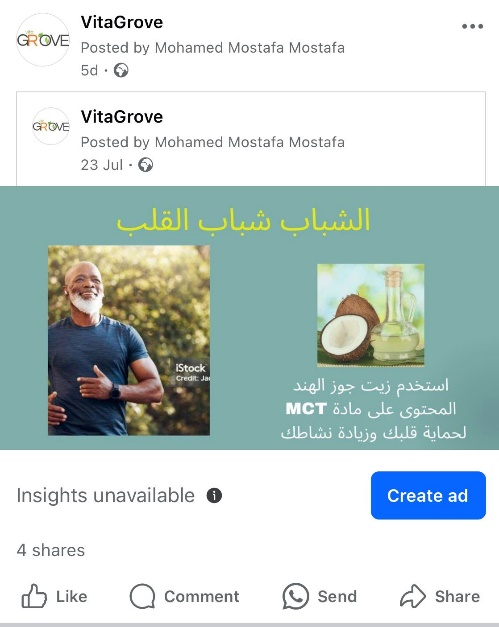 VitaGrove
Posted by Mohamed Mostafa Mostafa
5d ·
GROVE
VitaGrove
Posted by Mohamed Mostafa Mostafa
23 Jul ·
GROVE
الشباب شباب القلب
iStock
Credit: Ja
استخدم زيت جوز الهند
المحتوى على مادة MCT
لحماية قلبك وزيادة نشاطك
Insights unavailable
Create ad
4 shares
Like
Comment
Send
Share